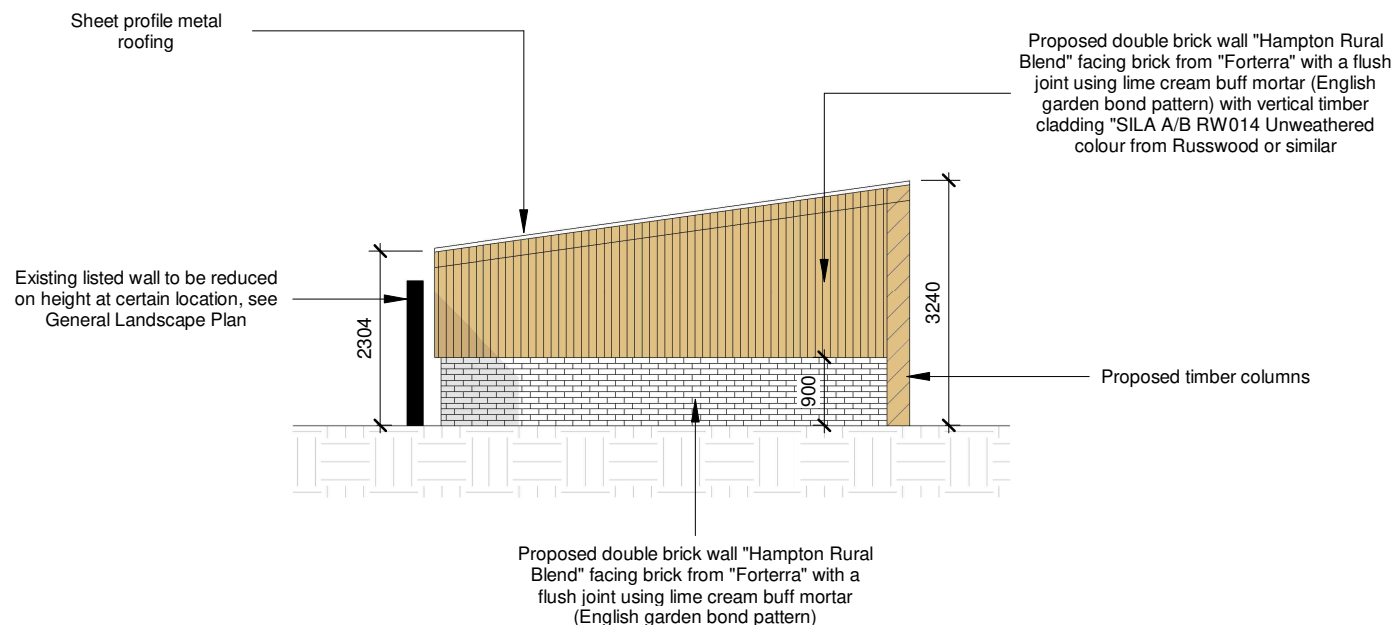 Sheet profile metal
roofing
Proposed double brick wall "Hampton Rural
Blend" facing brick from "Forterra" with a flush
joint using lime cream buff mortar (English
garden bond pattern) with vertical timber
cladding "SILA A/B RW014 Unweathered
colour from Russwood or similar
Existing listed wall to be reduced
on height at certain location, see
General Landscape Plan
2304
3240
900
Proposed timber columns
Proposed double brick wall "Hampton Rural
Blend" facing brick from "Forterra" with a
flush joint using lime cream buff mortar
(English garden bond pattern)